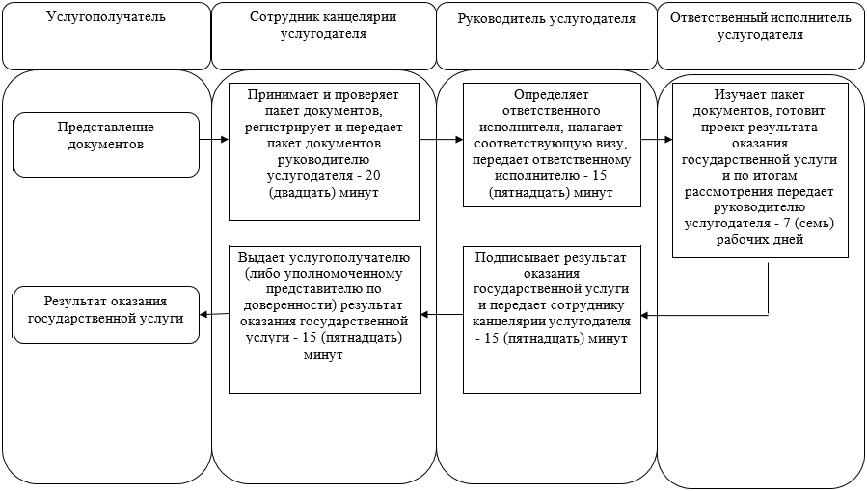 Услугополучатель
Сотрудник канцелярии
услугодателя
Руководитель услугодателя
Ответственный исполнитель
услугодателя
Представление
документов
Принимает и проверяет
пакет документов,
регистрирует и передает
пакет документов
руководителю
услугодателя - 20
(двадцать) минут
Определяет
ответственного
исполнителя, палагает
соответствующую визу,
передает ответственному
исполнителю - 15
(пятнадцать) минут
Изучает пакет
документов, готовит
проект результата
оказания
государственной услуги
и по итогам
рассмотрения передает
руководителю
услугодателя - 7 (семь)
рабочих дней
Подписывает результат
оказания
государственной услуги
и передает сотруднику
канцелярии услугодателя
- 15 (пятнадцать) минут
Выдает услугополучателю
(либо уполномоченному
представителю по
доверенности) результат
оказания государственной
услуги - 15 (пятнадцать)
минут
Результат оказания
государственной услуги